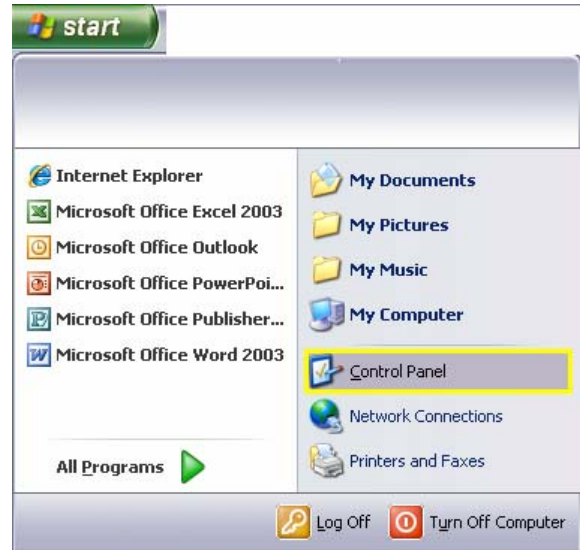 start
Internet Explorer
Microsoft Office Excel 2003
Microsoft Office Outlook
Microsoft Office PowerPoi...
Microsoft Office Publisher...
Microsoft Office Word 2003
All Programs
My Documents
My Pictures
My Music
My Computer
Control Panel
Network Connections
Printers and Faxes
Log Off
Turn Off Computer